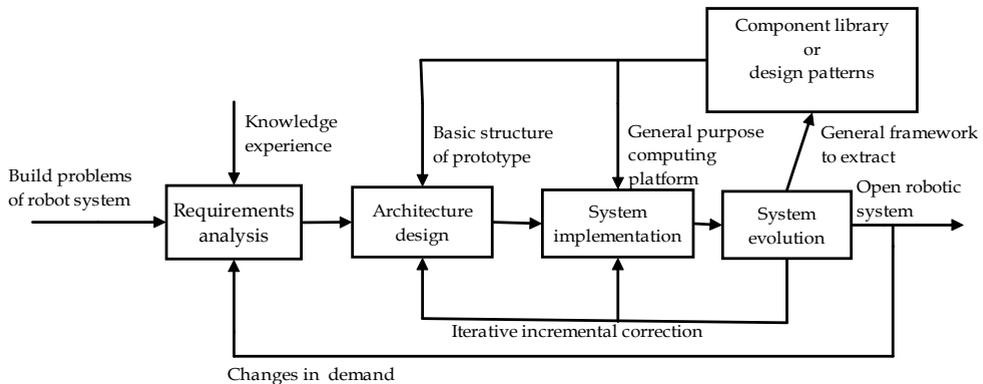 Component library
or
design patterns
Knowledge
experience
Basic structure
of prototype
General purpose
computing
platform
General framework
to extract
Build problems
of robot system
Requirements
analysis
Architecture
design
System
implementation
System
evolution
Open robotic
system
Iterative incremental correction
Changes in demand